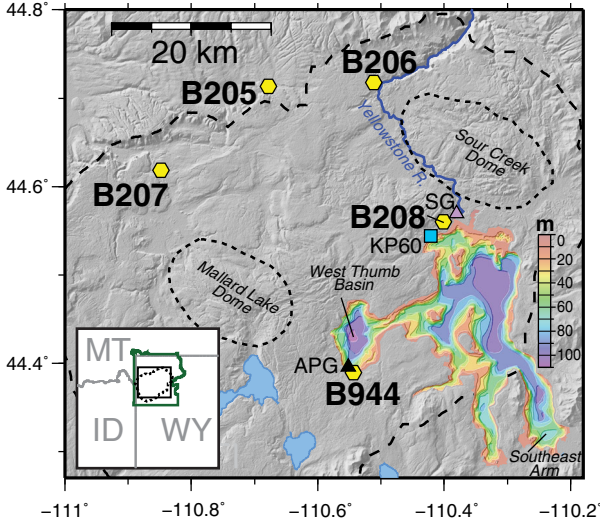 44.8°
44.6°
44.4°
20 km
B205
B206
Yellowstone R.
Sour Creek
Dome
B207
SG
B208
KP60
m
0
20
40
60
80
100
West Thumb
Basin
Mallard Lake
Dome
APG
B944
MT
ID
WY
Southeast
Arm
−111°
−110.8°
−110.6°
−110.4°
−110.2°